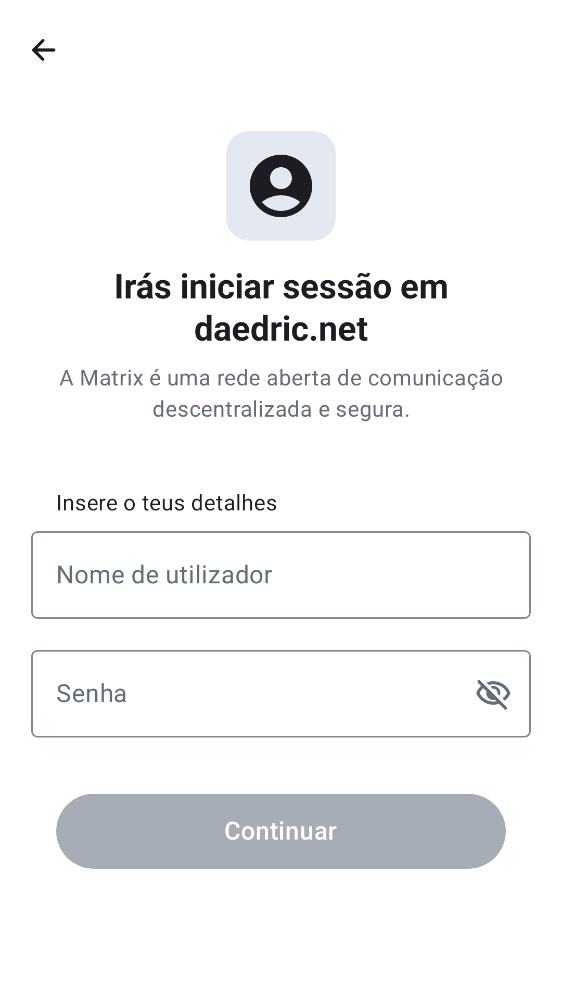 Irás iniciar sessão em
daedric.net
A Matrix é uma rede aberta de comunicação
descentralizada e segura.
Insere o teus detalhes
Nome de utilizador
Senha
Continuar